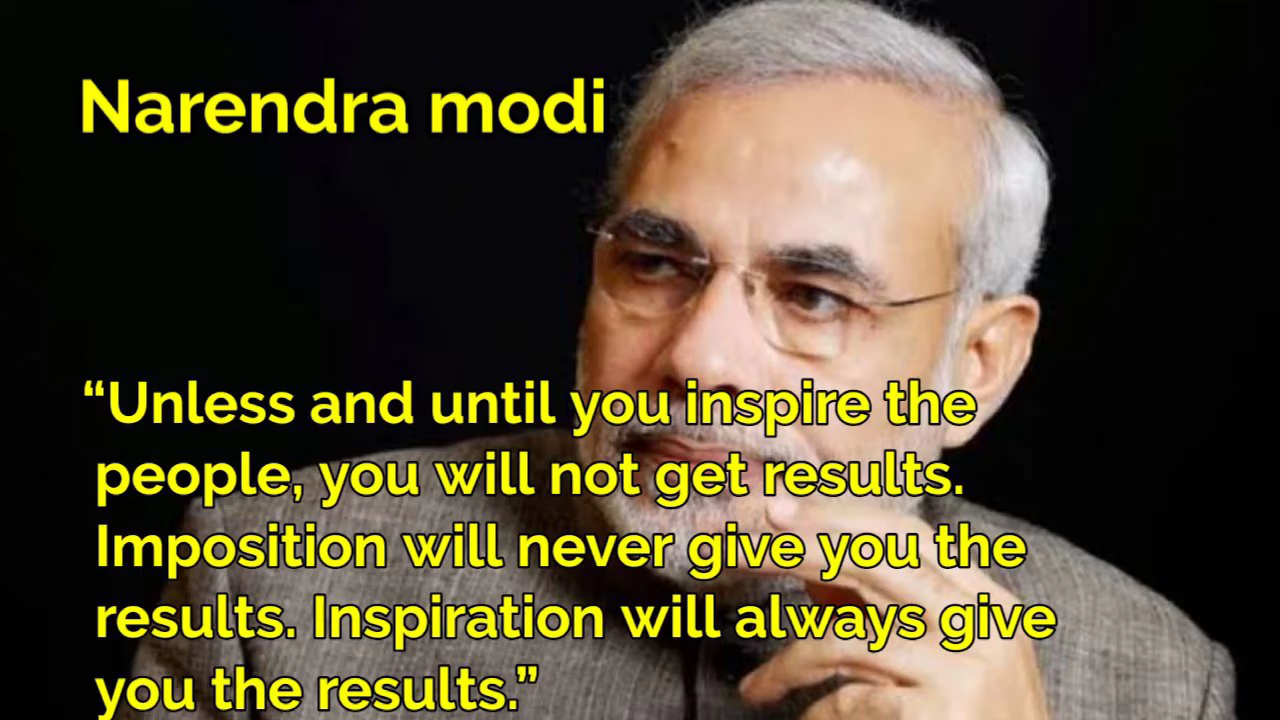 Narendra modi
“Unless and until you inspire the
people, you will not get results.
Imposition will never give you the
results. Inspiration will always give
you the results.”